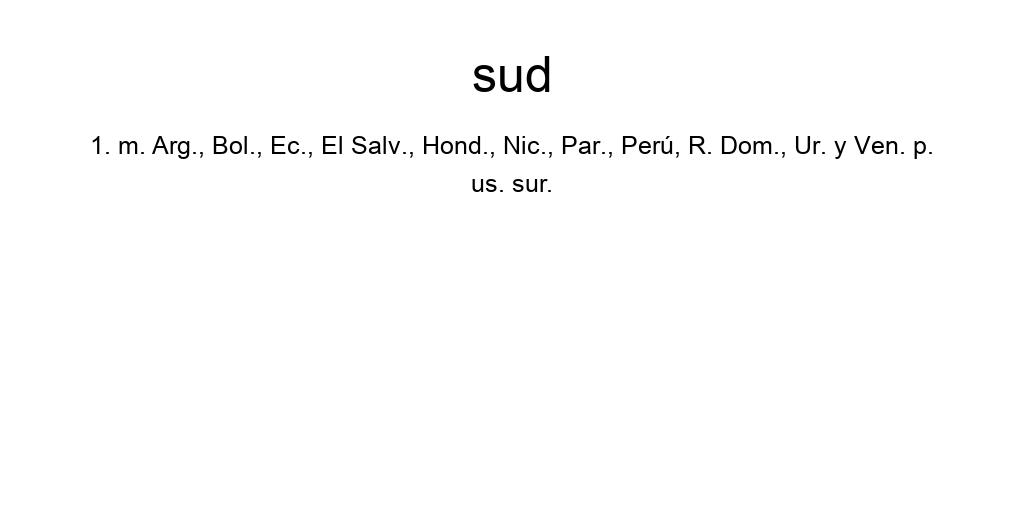 sud
1. m. Arg., Bol., Ec., El Salv., Hond., Nic., Par., Perú, R. Dom., Ur. y Ven. p.
us. sur.